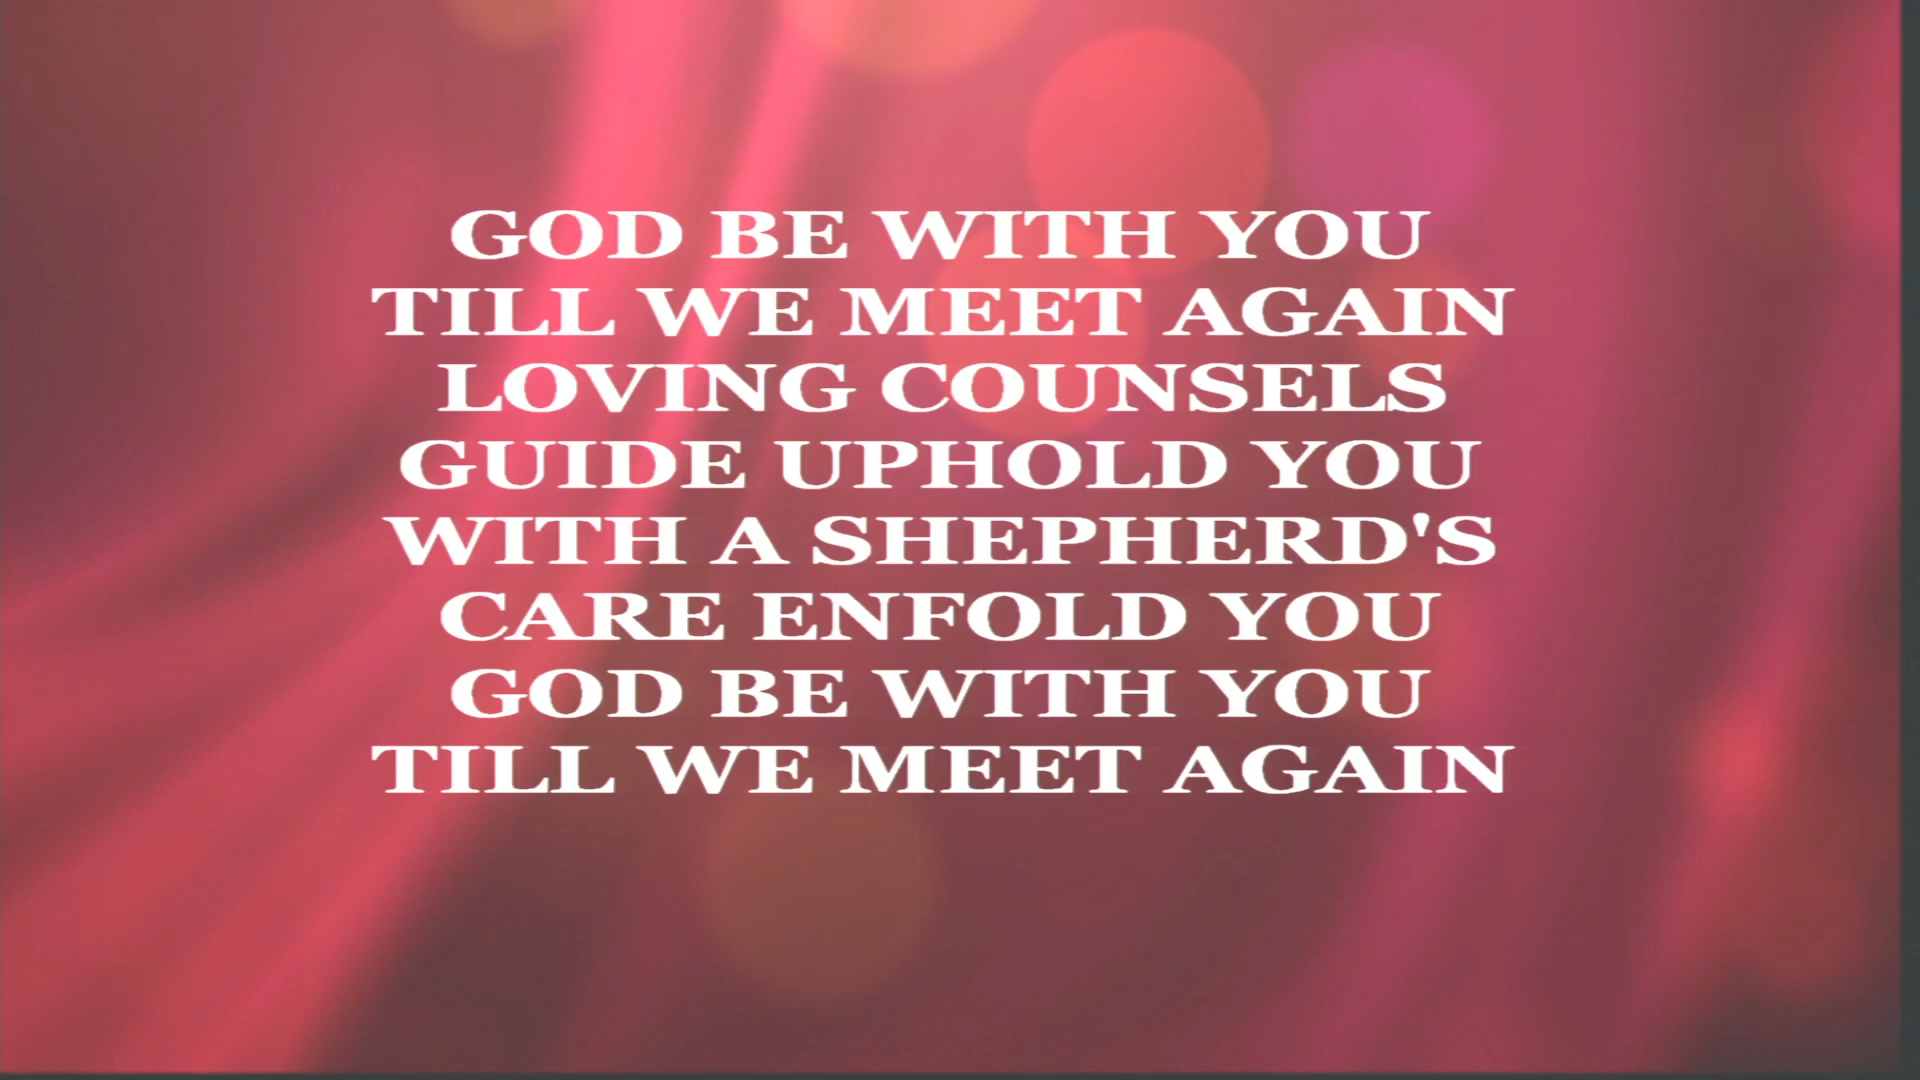 GOD BE WITH YOU
TILL WE MEET AGAIN
LOVING COUNSELS
GUIDE UPHOLD YOU
WITH A SHEPHERD'S
CARE ENFOLD YOU
GOD BE WITH YOU
TILL WE MEET AGAIN